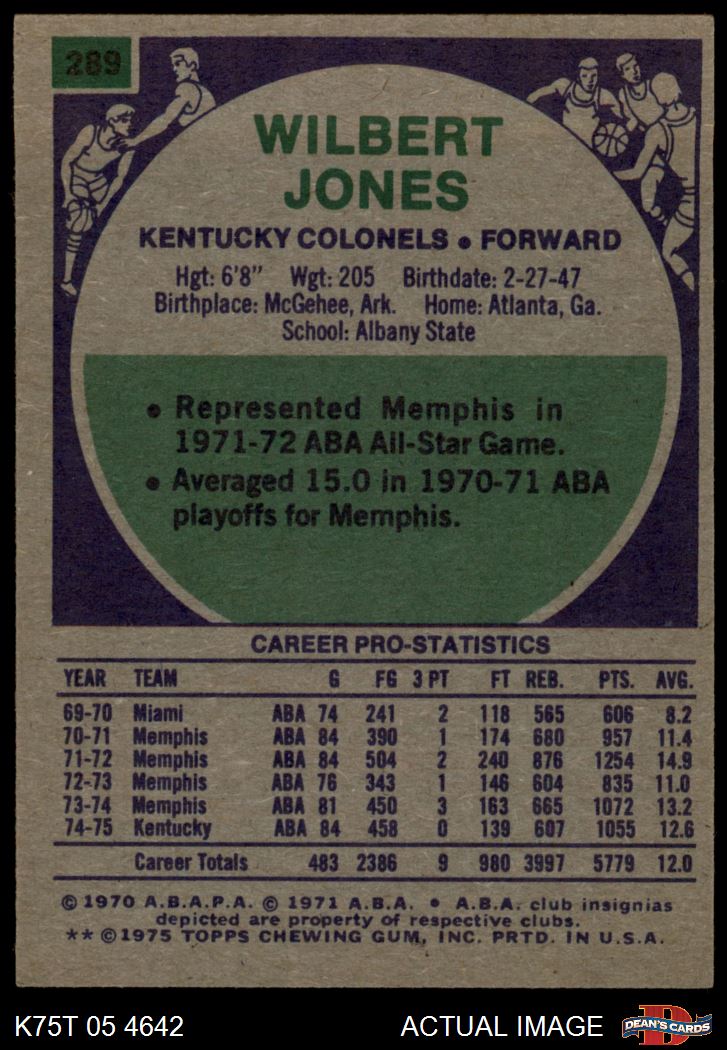 289
WILBERT
JONES
KENTUCKY COLONELS • FORWARD
Hgt: 6'8" Wgt: 205 Birthdate: 2-27-47
Birthplace: McGehee, Ark. Home: Atlanta, Ga.
School: Albany State
• Represented Memphis in
1971-72 ABA All-Star Game.
• Averaged 15.0 in 1970-71 ABA
playoffs for Memphis.
CAREER PRO-STATISTICS
YEAR TEAM G FG 3 PT FT REB. PTS. AVG.
69-70 Miami ABA 74 241 2 118 565 606 8.2
70-71 Memphis ABA 84 390 1 174 680 957 11.4
71-72 Memphis ABA 84 504 2 240 876 1254 14.9
72-73 Memphis ABA 76 343 1 146 604 835 11.0
73-74 Memphis ABA 81 450 3 163 665 1072 13.2
74-75 Kentucky ABA 84 458 0 139 607 1055 12.6
Career Totals 483 2386 9 980 3997 5779 12.0
© 1970 A.B.A.P.A. © 1971 A.B.A. • A.B.A. club insignias
depicted are property of respective clubs.
** © 1975 TOPPS CHEWING GUM, INC. PRTD. IN U.S.A.
K75T 05 4642 ACTUAL IMAGE D DEAN'S CARDS